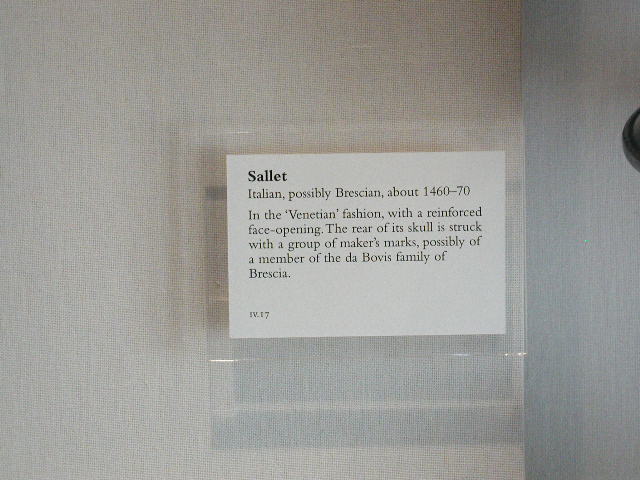 Sallet
Italian, possibly Brescian, about 1460–70
In the ‘Venetian’ fashion, with a reinforced
face-opening. The rear of its skull is struck
with a group of maker’s marks, possibly of
a member of the da Bovis family of
Brescia.
IV.17